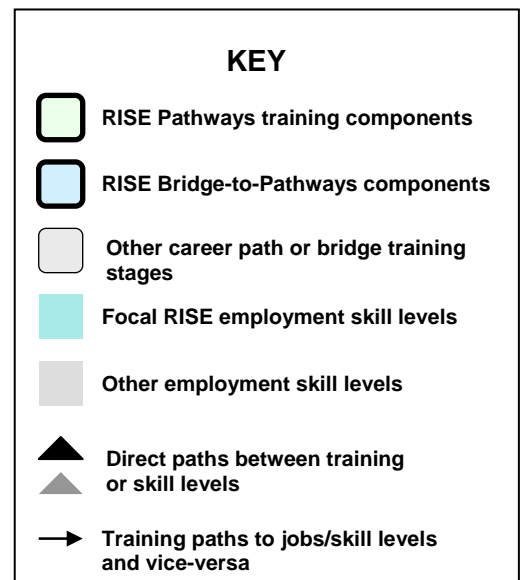 KEY
RISE Pathways training components
RISE Bridge-to-Pathways components
Other career path or bridge training
stages
Focal RISE employment skill levels
Other employment skill levels
Direct paths between training
or skill levels
Training paths to jobs/skill levels
and vice-versa